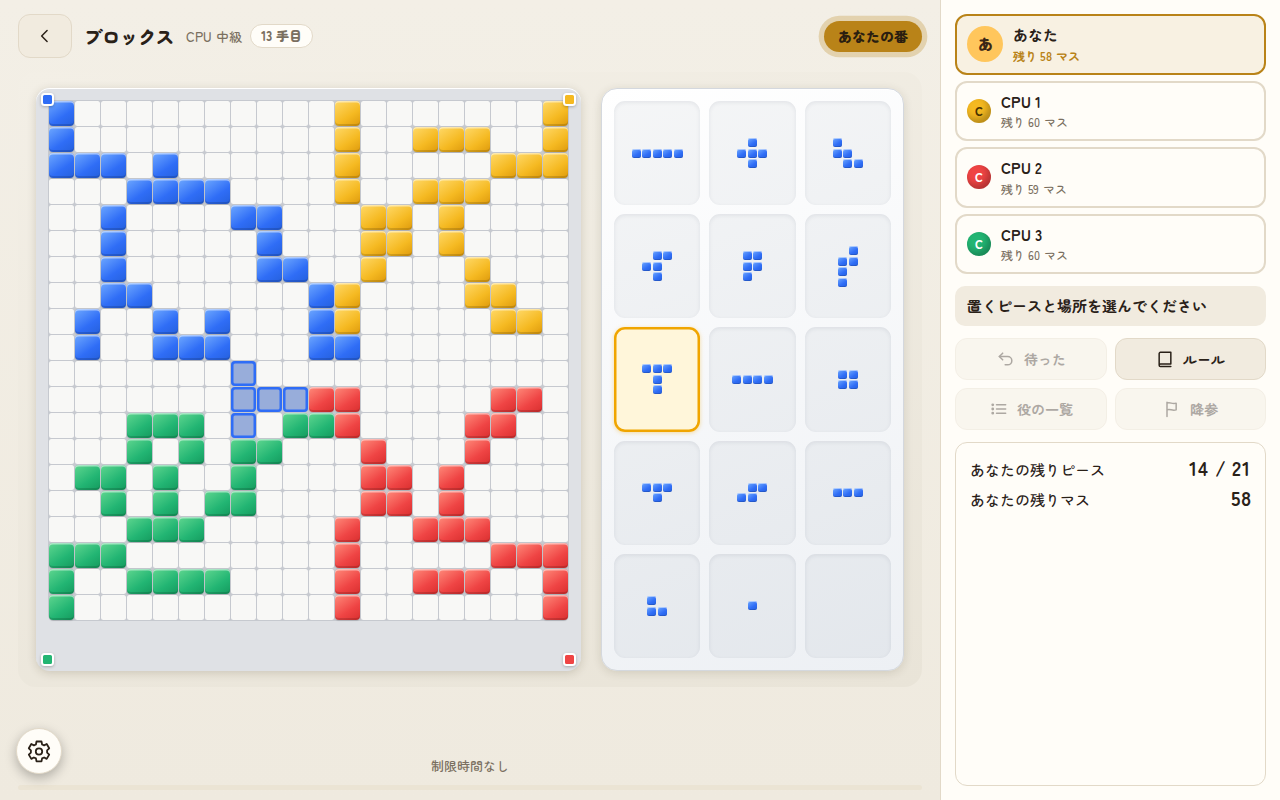 ブロックス CPU 中級 13 手目
あなたの番
あ あなた
残り 58 マス
C CPU 1
残り 60 マス
C CPU 2
残り 59 マス
C CPU 3
残り 60 マス
置くピースと場所を選んでください
待った ルール
役の一覧 降参
あなたの残りピース 14 / 21
あなたの残りマス 58
制限時間なし